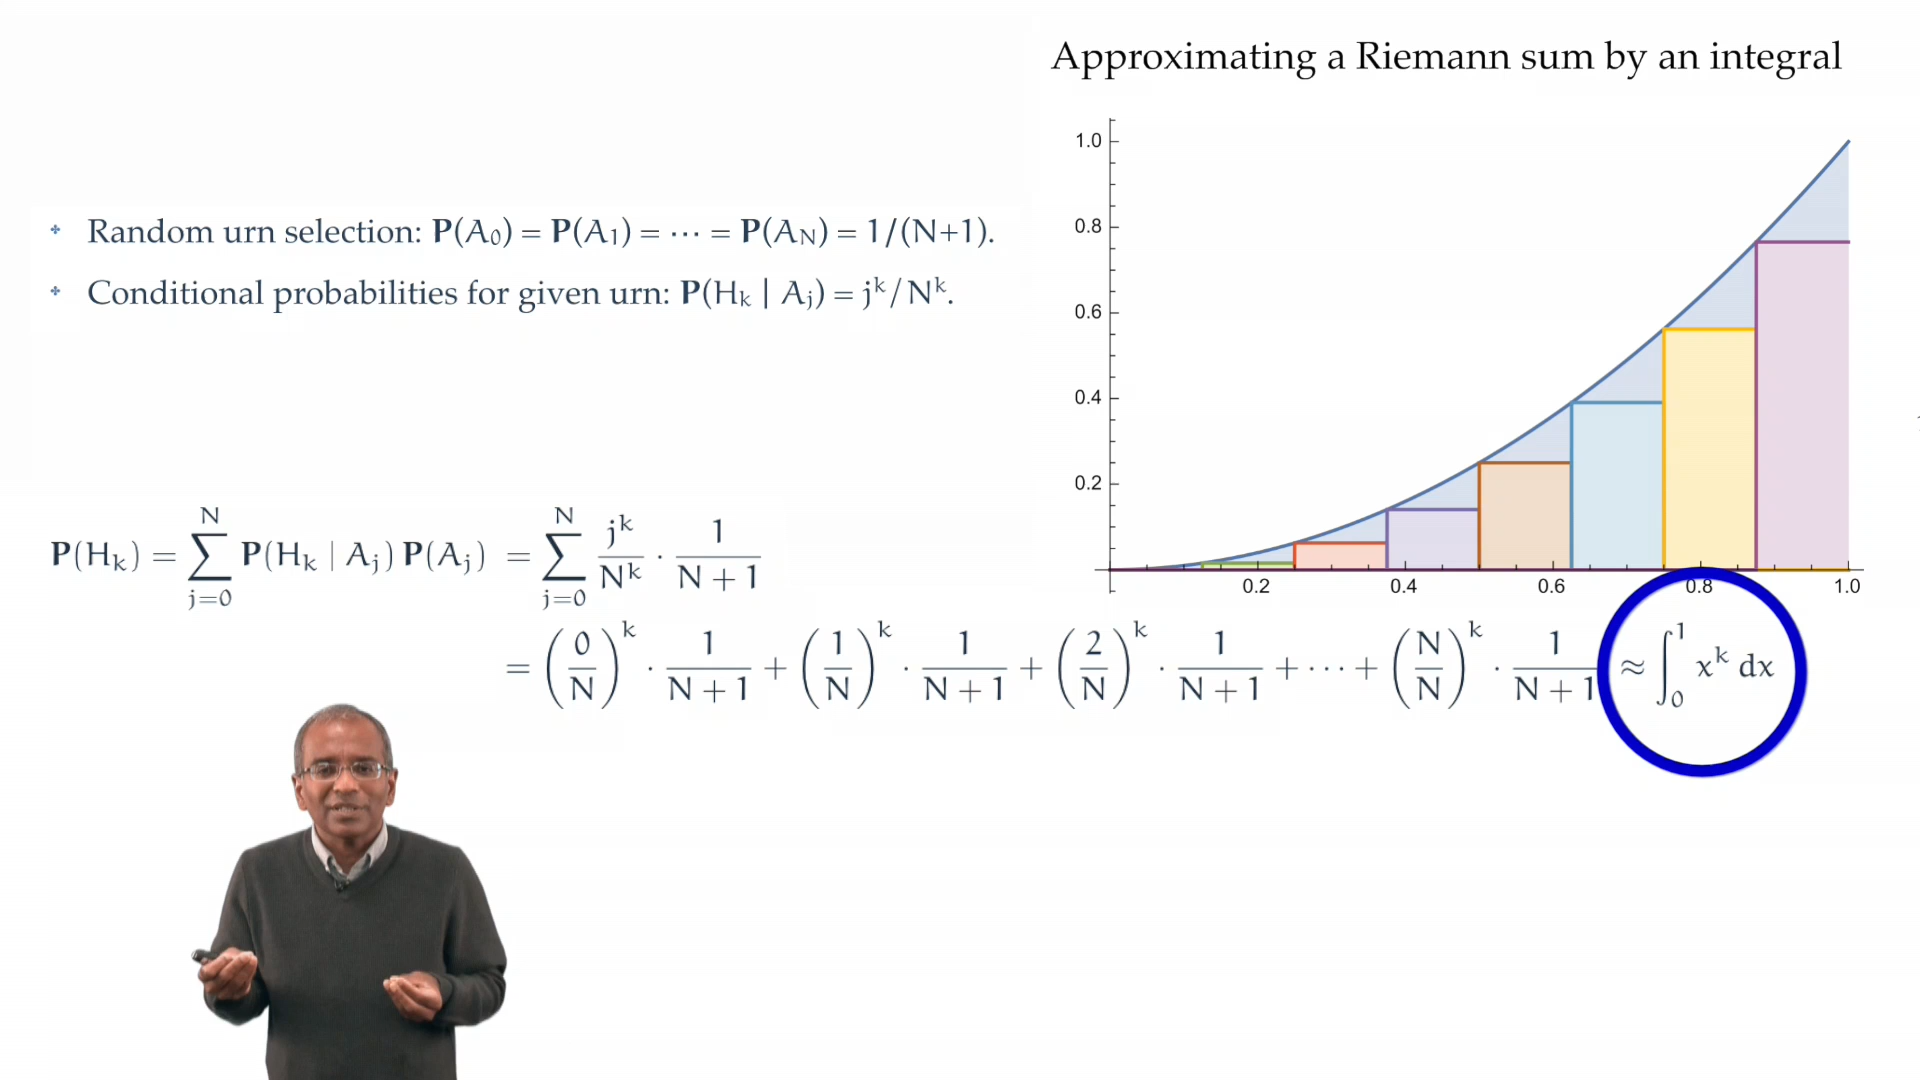 Approximating a Riemann sum by an integral
Random urn selection: P(A₀) = P(A₁) = ⋯ = P(A_N) = 1/(N+1).
Conditional probabilities for given urn: P(H_k | A_j) = j^k/N^k.
1.0
0.8
0.6
0.4
0.2
0.2 0.4 0.6 0.8 1.0
P(H_k) = ∑_{j=0}^{N} P(H_k | A_j) P(A_j) = ∑_{j=0}^{N} j^k/N^k · 1/(N + 1)
= (0/N)^k · 1/(N + 1) + (1/N)^k · 1/(N + 1) + (2/N)^k · 1/(N + 1) + ⋯ + (N/N)^k · 1/(N + 1) ≈ ∫_0^1 x^k dx